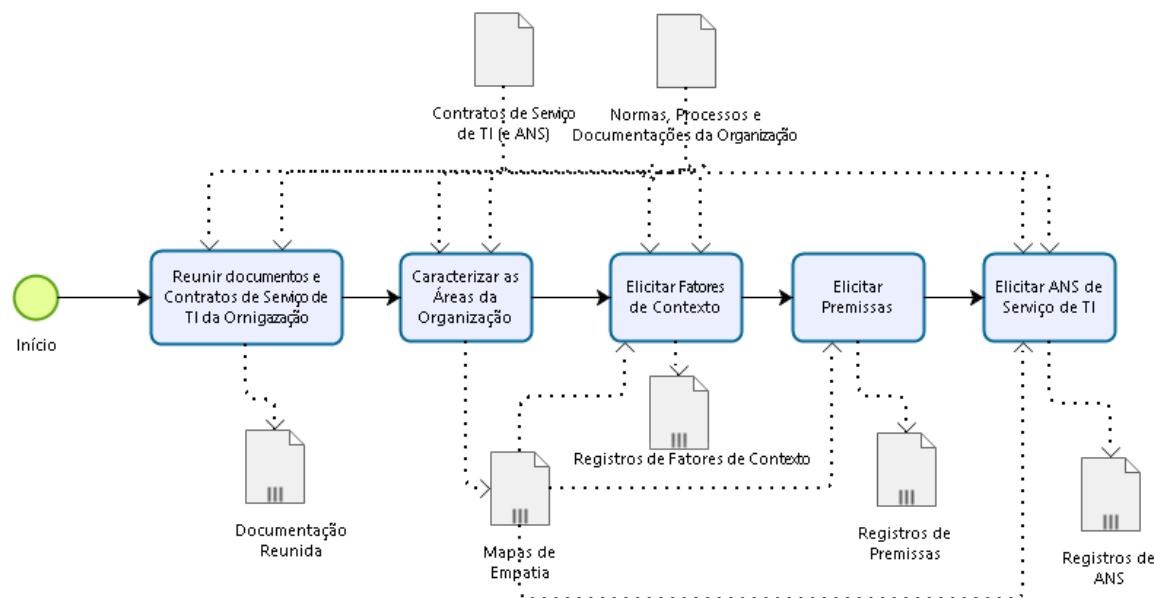 Contratos de Serviço
de TI (e ANS)
Normas, Processos e
Documentações da Organização
Início
Reunir documentos e
Contratos de Serviço de
TI da Ornigazação
Caracterizar as
Áreas da
Organização
Elicitar Fatores
de Contexto
Elicitar
Premissas
Elicitar ANS de
Serviço de TI
Documentação
Reunida
Mapas de
Empatia
Registros de Fatores de Contexto
Registros de
Premissas
Registros de
ANS